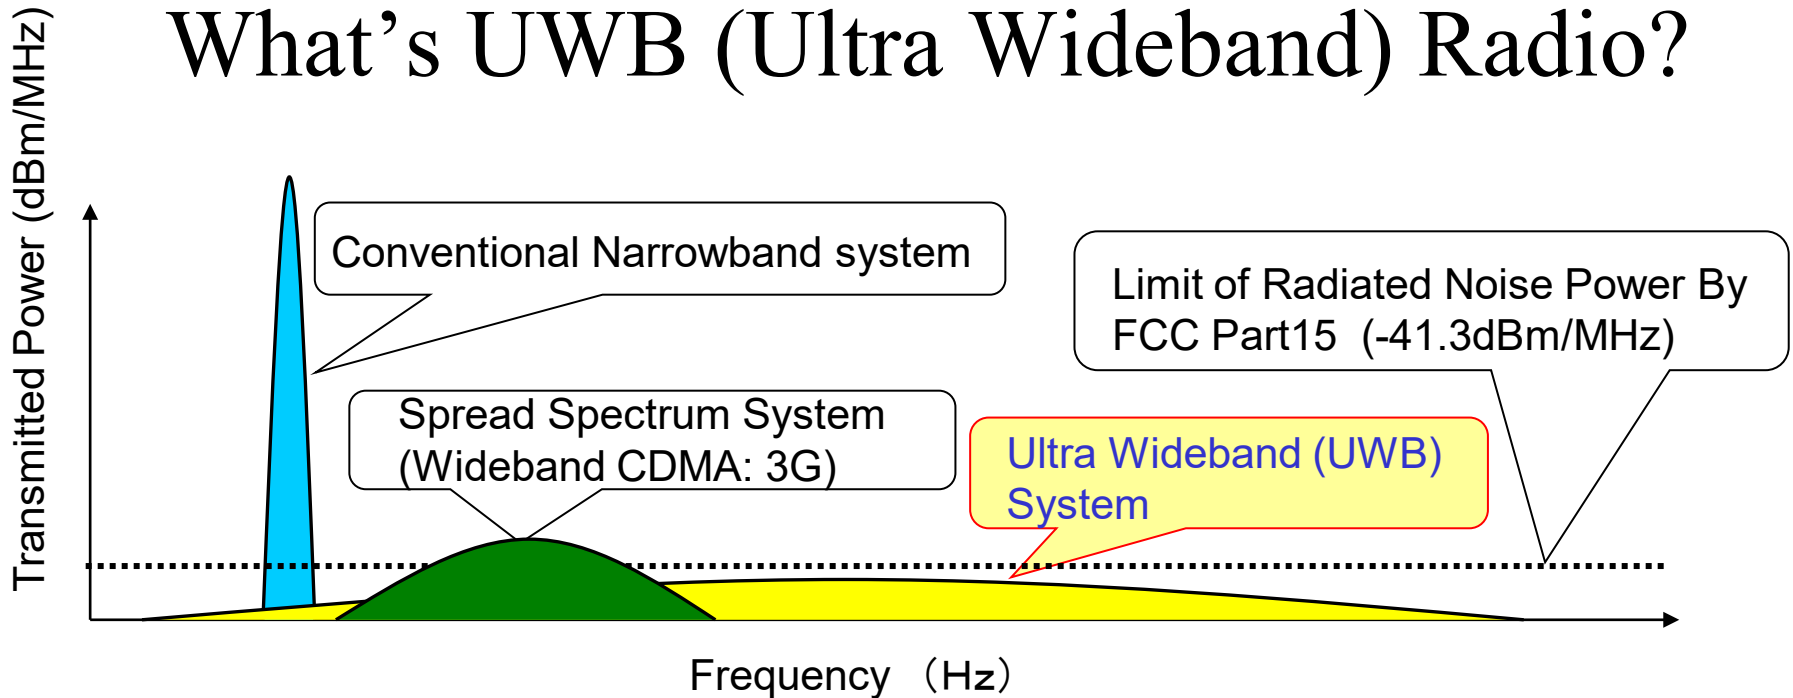 What's UWB (Ultra Wideband) Radio?
Transmitted Power (dBm/MHz)
Conventional Narrowband system
Limit of Radiated Noise Power By
FCC Part15 (-41.3dBm/MHz)
Spread Spectrum System
(Wideband CDMA: 3G)
Ultra Wideband (UWB)
System
Frequency （Hz）